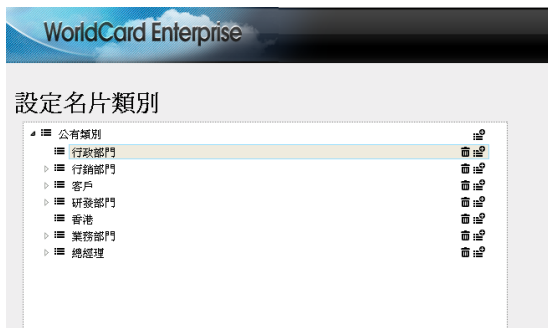 WorldCard Enterprise
設定名片類別
公有類別
行政部門
行銷部門
客戶
研發部門
香港
業務部門
總經理